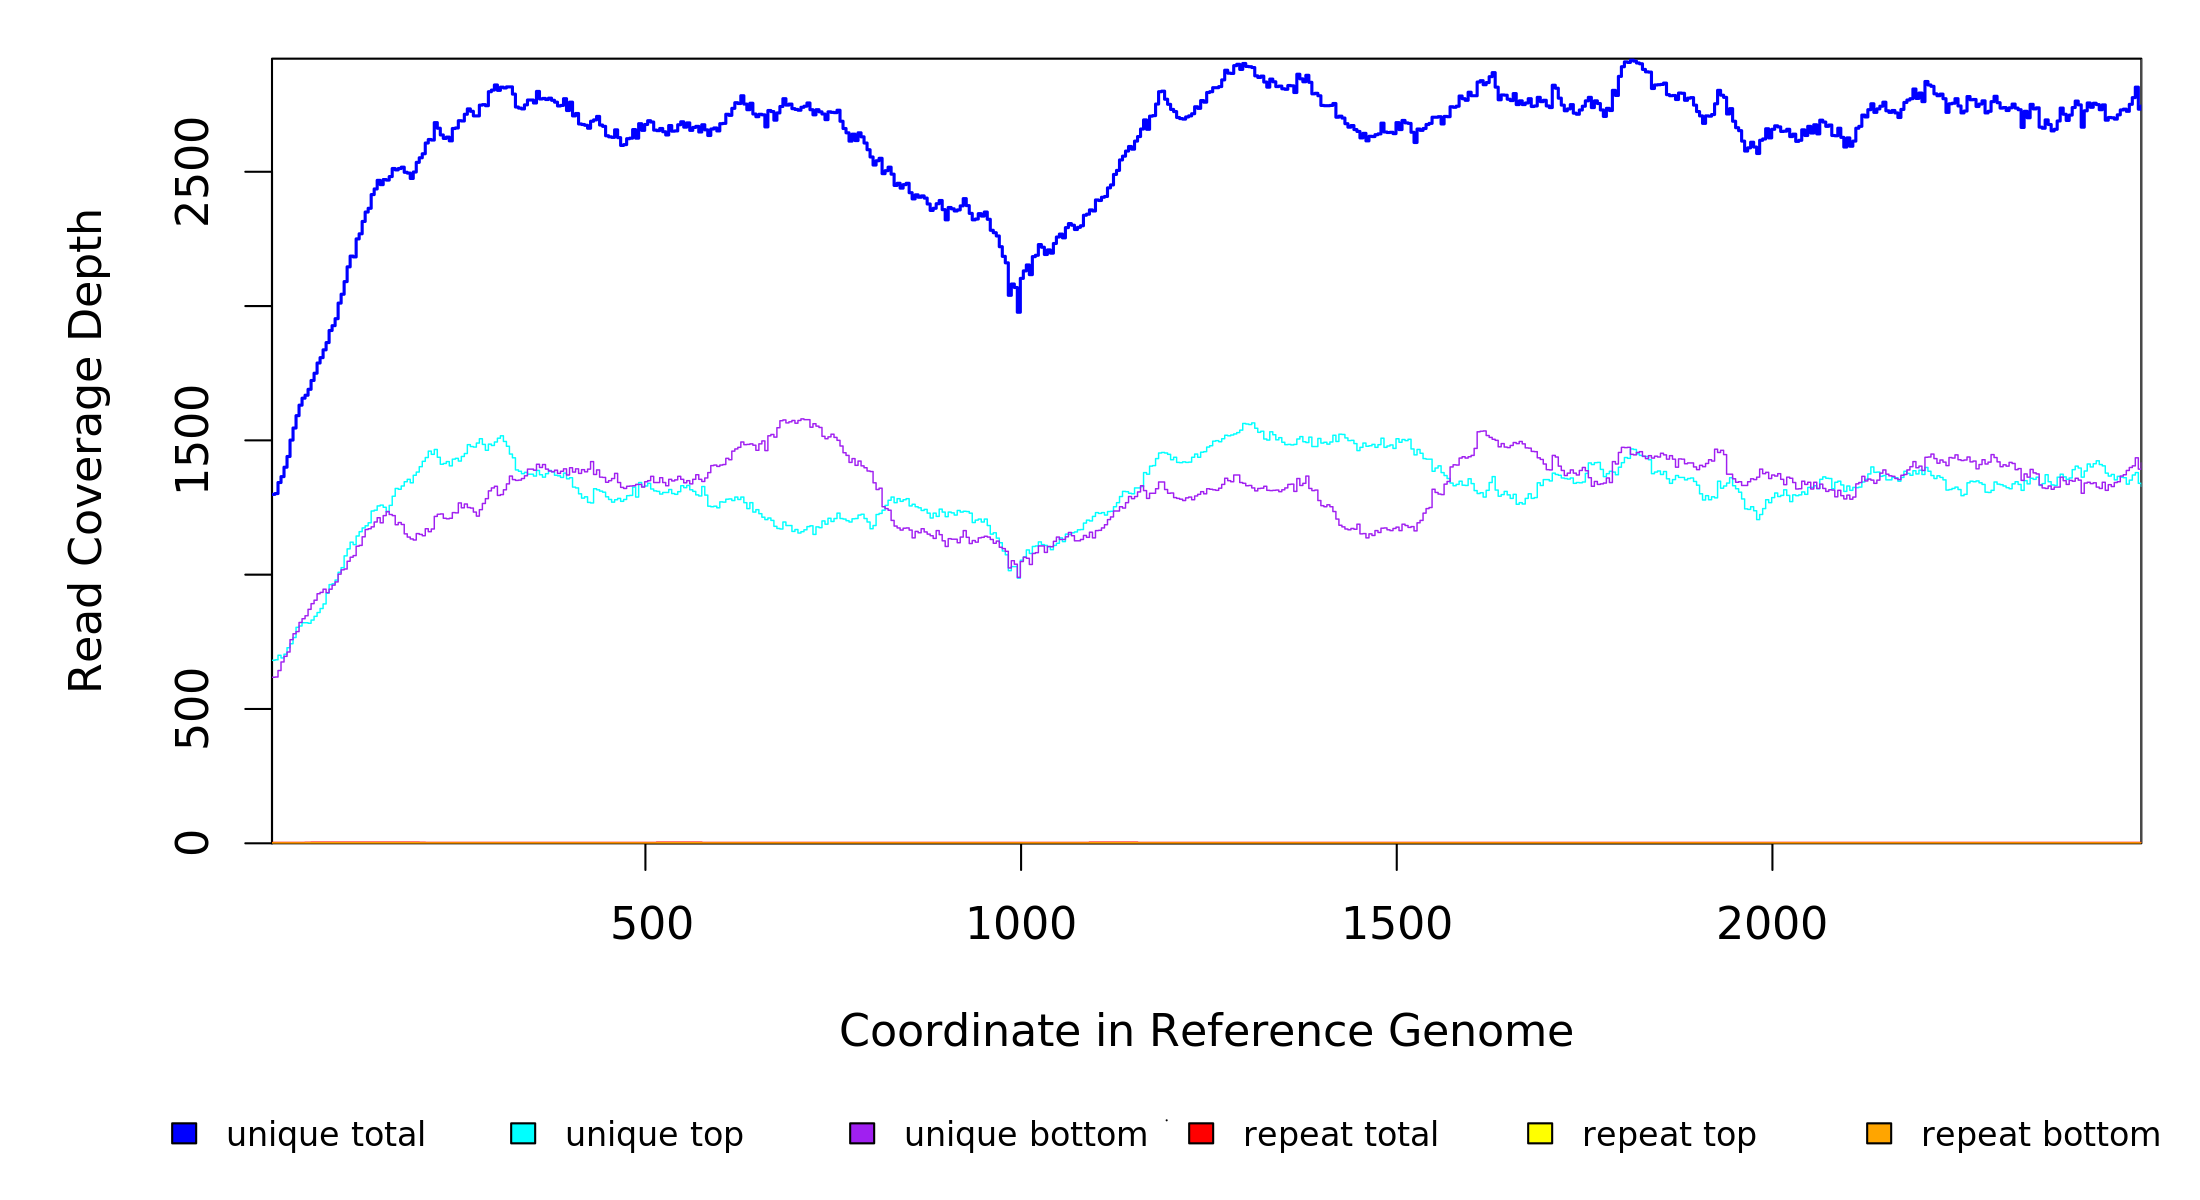 Read Coverage Depth
2500
1500
500
0
500 1000 1500 2000
Coordinate in Reference Genome
unique total unique top unique bottom repeat total repeat top repeat bottom